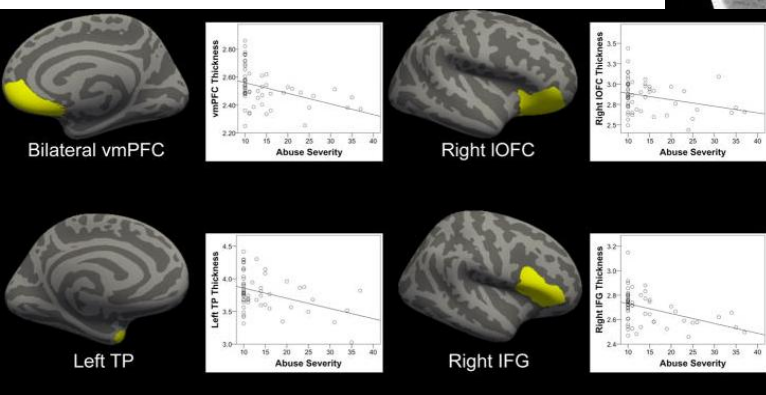 vmPFC Thickness
2.80
2.60
2.40
2.20
10 15 20 25 30 35 40
Abuse Severity
Bilateral vmPFC
Right lOFC Thickness
3.5
3.0
2.8
2.5
10 15 20 25 30 35 40
Abuse Severity
Right lOFC
Left TP Thickness
4.5
4.0
3.5
3.0
10 15 20 25 30 35 40
Abuse Severity
Left TP
Right IFG Thickness
3.2
3.0
2.8
2.6
2.4
10 15 20 25 30 35 40
Abuse Severity
Right IFG